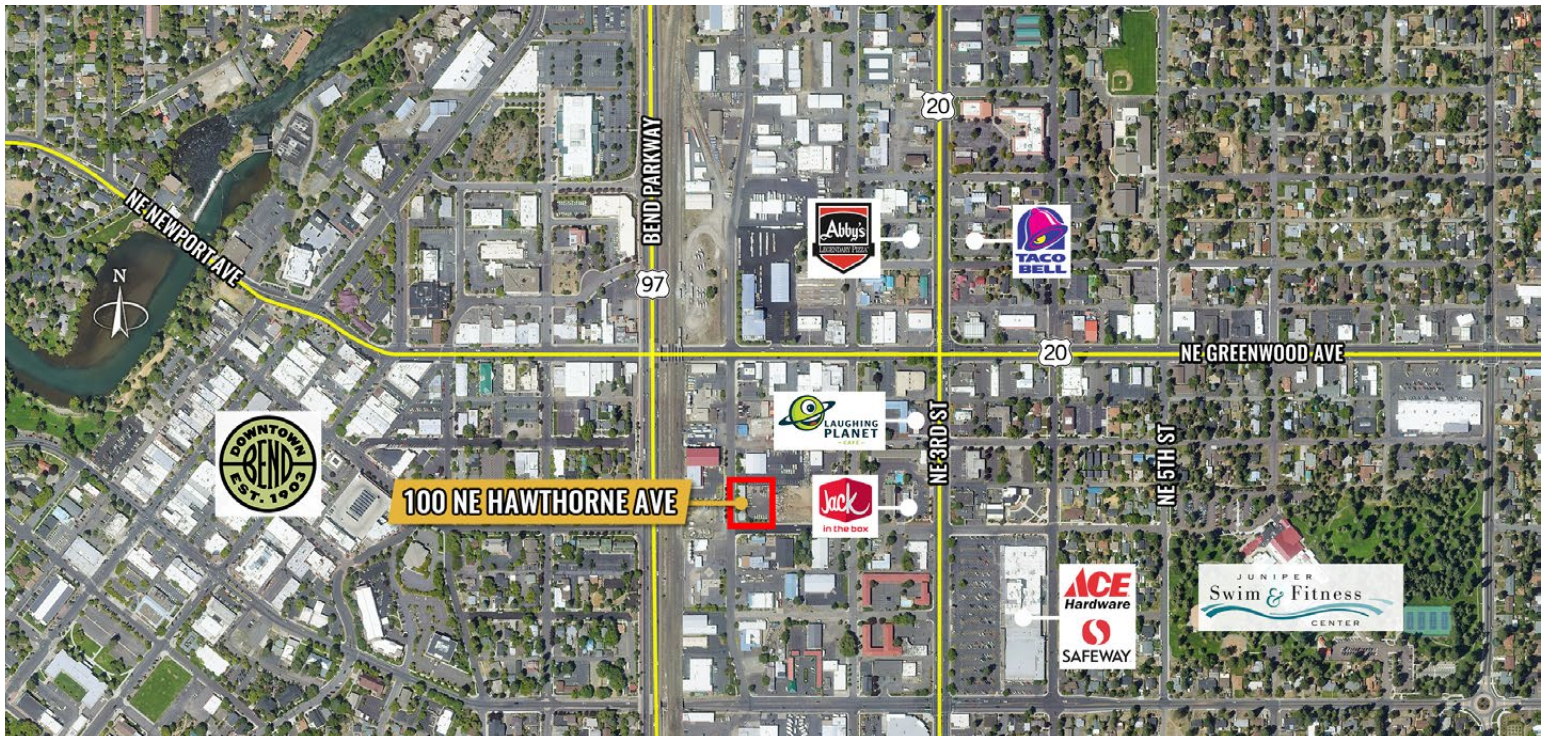 20
BEND PARKWAY
Abby's
LEGENDARY PIZZA
TACO
BELL
NE NEWPORT AVE
N
97
20
NE GREENWOOD AVE
LAUGHING
PLANET
CAFE
NE 3RD ST
NE 5TH ST
DOWNTOWN
BEND
EST. 1903
100 NE HAWTHORNE AVE
Jack
in the box
ACE
Hardware
SAFEWAY
JUNIPER
Swim & Fitness
CENTER